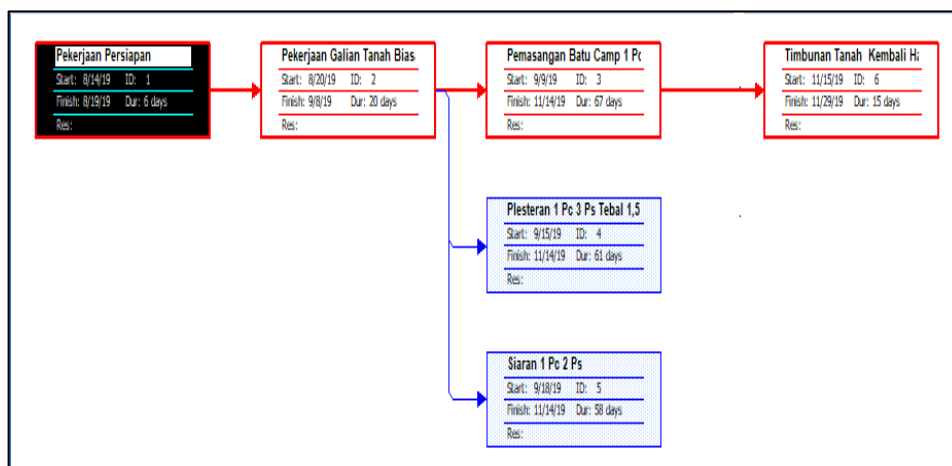 Pekerjaan Persiapan
Start: 8/14/19 ID: 1
Finish: 8/19/19 Dur: 6 days
Res:
Pekerjaan Galian Tanah Bias
Start: 8/20/19 ID: 2
Finish: 9/8/19 Dur: 20 days
Res:
Pemasangan Batu Camp 1 Pc
Start: 9/9/19 ID: 3
Finish: 11/14/19 Dur: 67 days
Res:
Timbunan Tanah Kembali Ha
Start: 11/15/19 ID: 6
Finish: 11/29/19 Dur: 15 days
Res:
Plesteran 1 Pc 3 Ps Tebal 1,5
Start: 9/15/19 ID: 4
Finish: 11/14/19 Dur: 61 days
Res:
Siaran 1 Pc 2 Ps
Start: 9/18/19 ID: 5
Finish: 11/14/19 Dur: 58 days
Res: